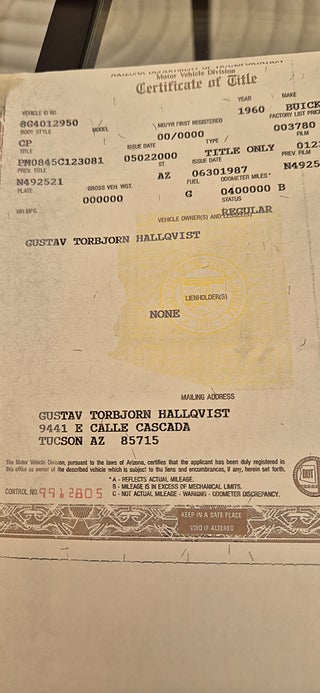 ARIZONA DEPARTMENT OF TRANSPORTATION
Motor Vehicle Division
Certificate of Title
VEHICLE ID NO. YEAR MAKE
8G4012950 1960 BUICK
BODY STYLE MODEL MO/YR FIRST REGISTERED FACTORY LIST PRICE
CP 00/0000 003780
TITLE ISSUE DATE TYPE FILM
PM0845C123081 05022000 TITLE ONLY 012
PREV. TITLE ST. ISSUE DATE PREV. FILM
N492521 AZ 06301987 N4925
PLATE GROSS VEH. WGT. FUEL ODOMETER MILES*
000000 G 0400000 B
STATUS
MH MFG. REGULAR
VEHICLE OWNER(S) AND LESSEE(S)
GUSTAV TORBJORN HALLQVIST
LIENHOLDER(S)
NONE
MAILING ADDRESS
GUSTAV TORBJORN HALLQVIST
9441 E CALLE CASCADA
TUCSON AZ 85715
The Motor Vehicle Division, pursuant to the laws of Arizona, certifies that the applicant has been duly registered in
this office as owner of the described vehicle which is subject to the liens and encumbrances, if any, herein set forth.
*A - REFLECTS ACTUAL MILEAGE.
B - MILEAGE IS IN EXCESS OF MECHANICAL LIMITS.
C - NOT ACTUAL MILEAGE - WARNING - ODOMETER DISCREPANCY.
CONTROL NO. 9912805
KEEP IN A SAFE PLACE
VOID IF ALTERED